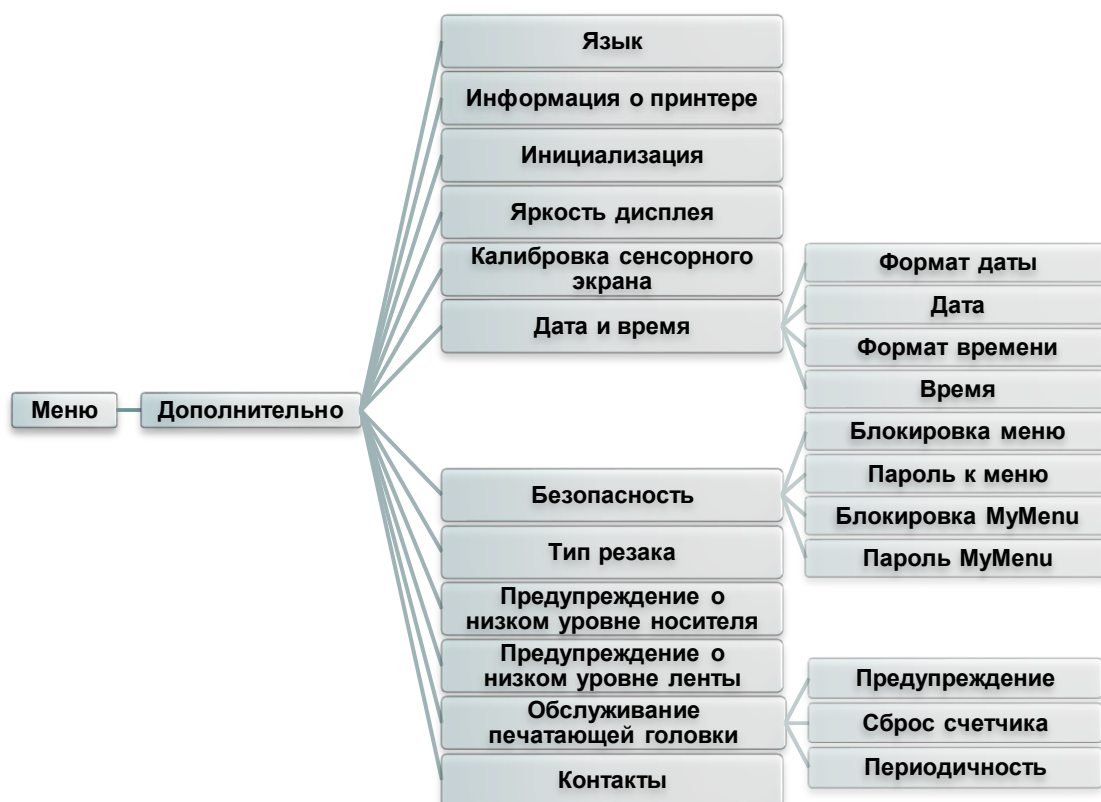 Язык
Информация о принтере
Инициализация
Яркость дисплея
Калибровка сенсорного
экрана
Дата и время
Формат даты
Дата
Формат времени
Время
Меню
Дополнительно
Безопасность
Блокировка меню
Пароль к меню
Блокировка MyMenu
Пароль MyMenu
Тип резака
Предупреждение о
низком уровне носителя
Предупреждение о
низком уровне ленты
Обслуживание
печатающей головки
Предупреждение
Сброс счетчика
Периодичность
Контакты